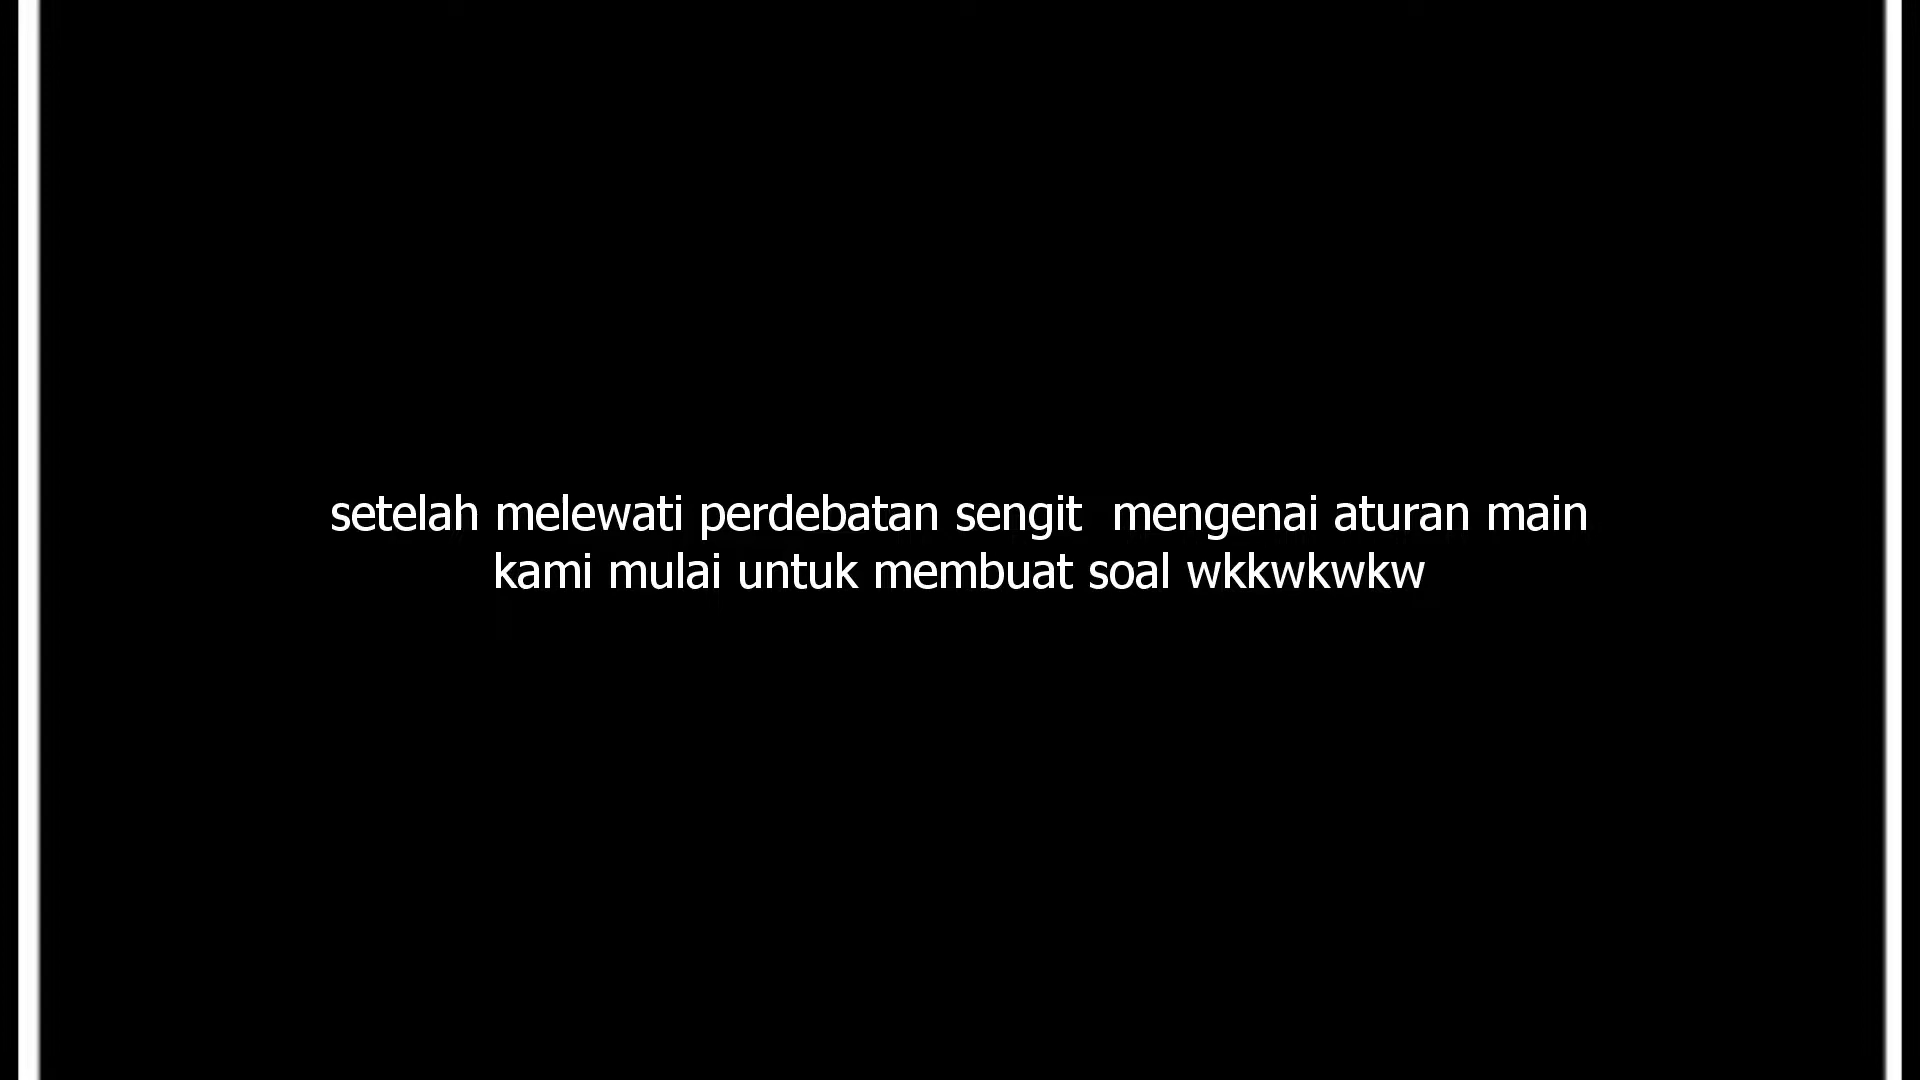 setelah melewati perdebatan sengit  mengenai aturan main
kami mulai untuk membuat soal wkkwkwkw